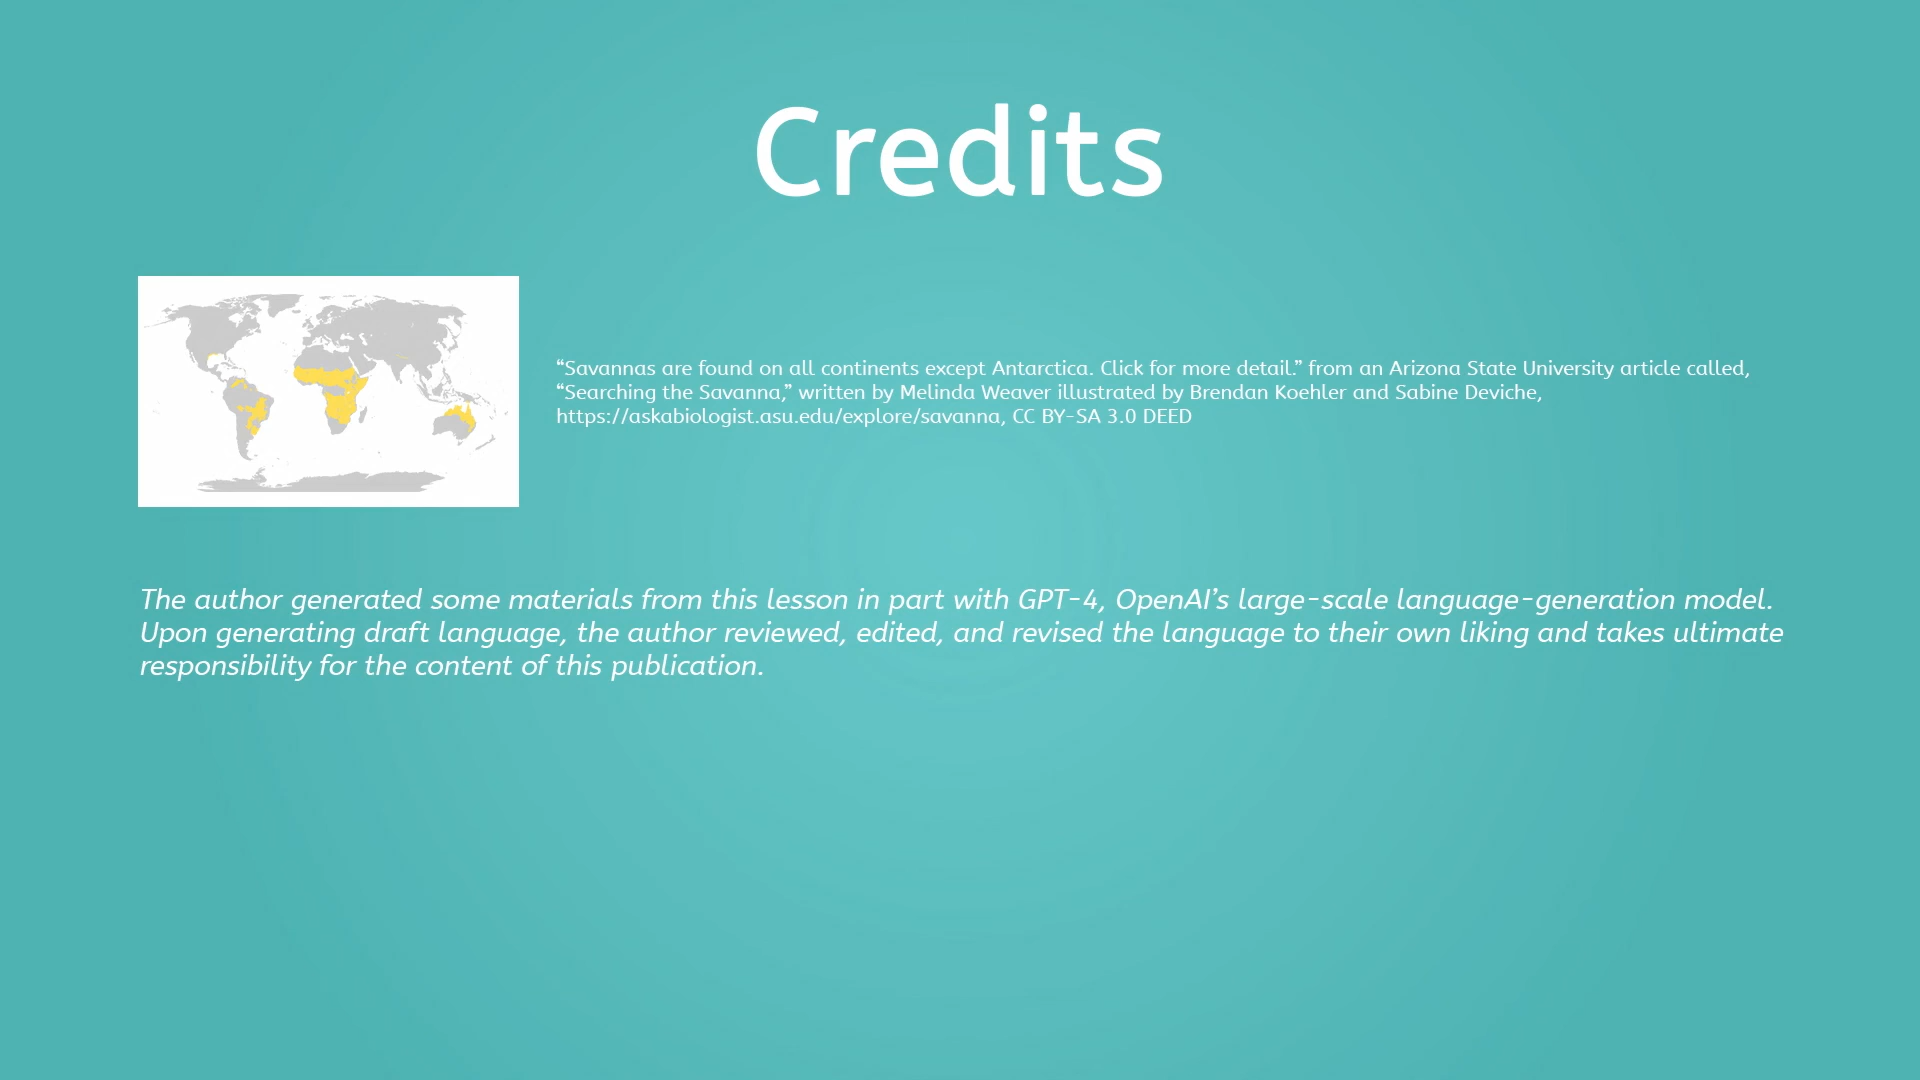 Credits
“Savannas are found on all continents except Antarctica. Click for more detail.” from an Arizona State University article called,
“Searching the Savanna,” written by Melinda Weaver illustrated by Brendan Koehler and Sabine Deviche,
https://askabiologist.asu.edu/explore/savanna, CC BY-SA 3.0 DEED
The author generated some materials from this lesson in part with GPT-4, OpenAI’s large-scale language-generation model.
Upon generating draft language, the author reviewed, edited, and revised the language to their own liking and takes ultimate
responsibility for the content of this publication.